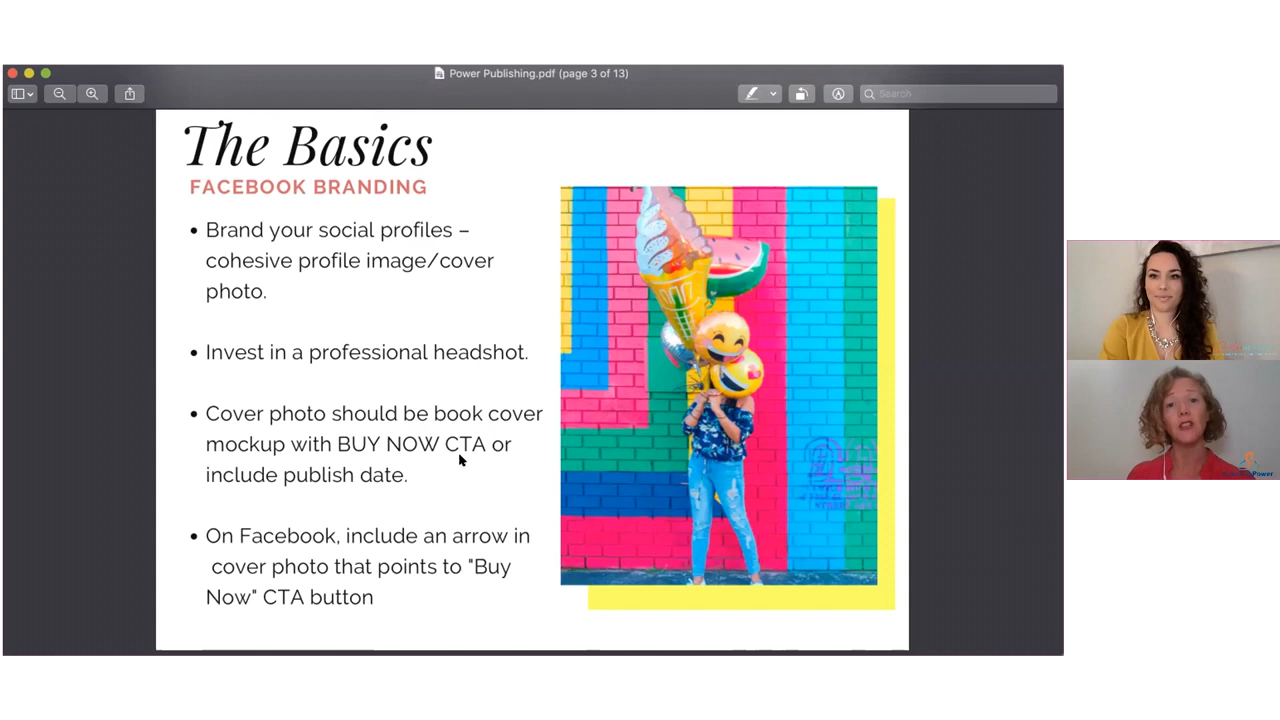 Power Publishing.pdf (page 3 of 13)
Search
The Basics
FACEBOOK BRANDING
• Brand your social profiles –
cohesive profile image/cover
photo.
• Invest in a professional headshot.
• Cover photo should be book cover
mockup with BUY NOW CTA or
include publish date.
• On Facebook, include an arrow in
cover photo that points to "Buy
Now" CTA button
Power